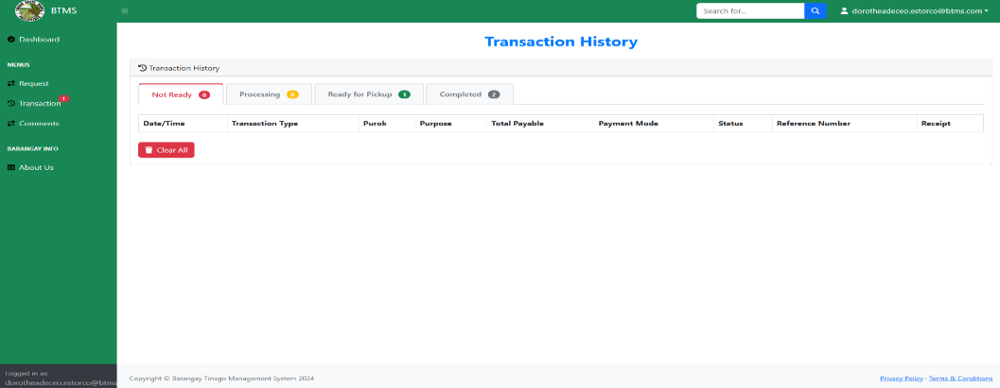 BTMS
Search for...
dorotheadeceo.estorco@btms.com
Transaction History
Dashboard
MENUS
Request
Transaction 1
Comments
BARANGAY INFO
About Us
Transaction History
Not Ready 0 Processing 0 Ready for Pickup 1 Completed 2
Date/Time Transaction Type Purok Purpose Total Payable Payment Mode Status Reference Number Receipt
Clear All
Logged in as:
dorotheadeceo.estorco@btms
Copyright © Barangay Tinago Management System 2024
Privacy Policy · Terms & Conditions